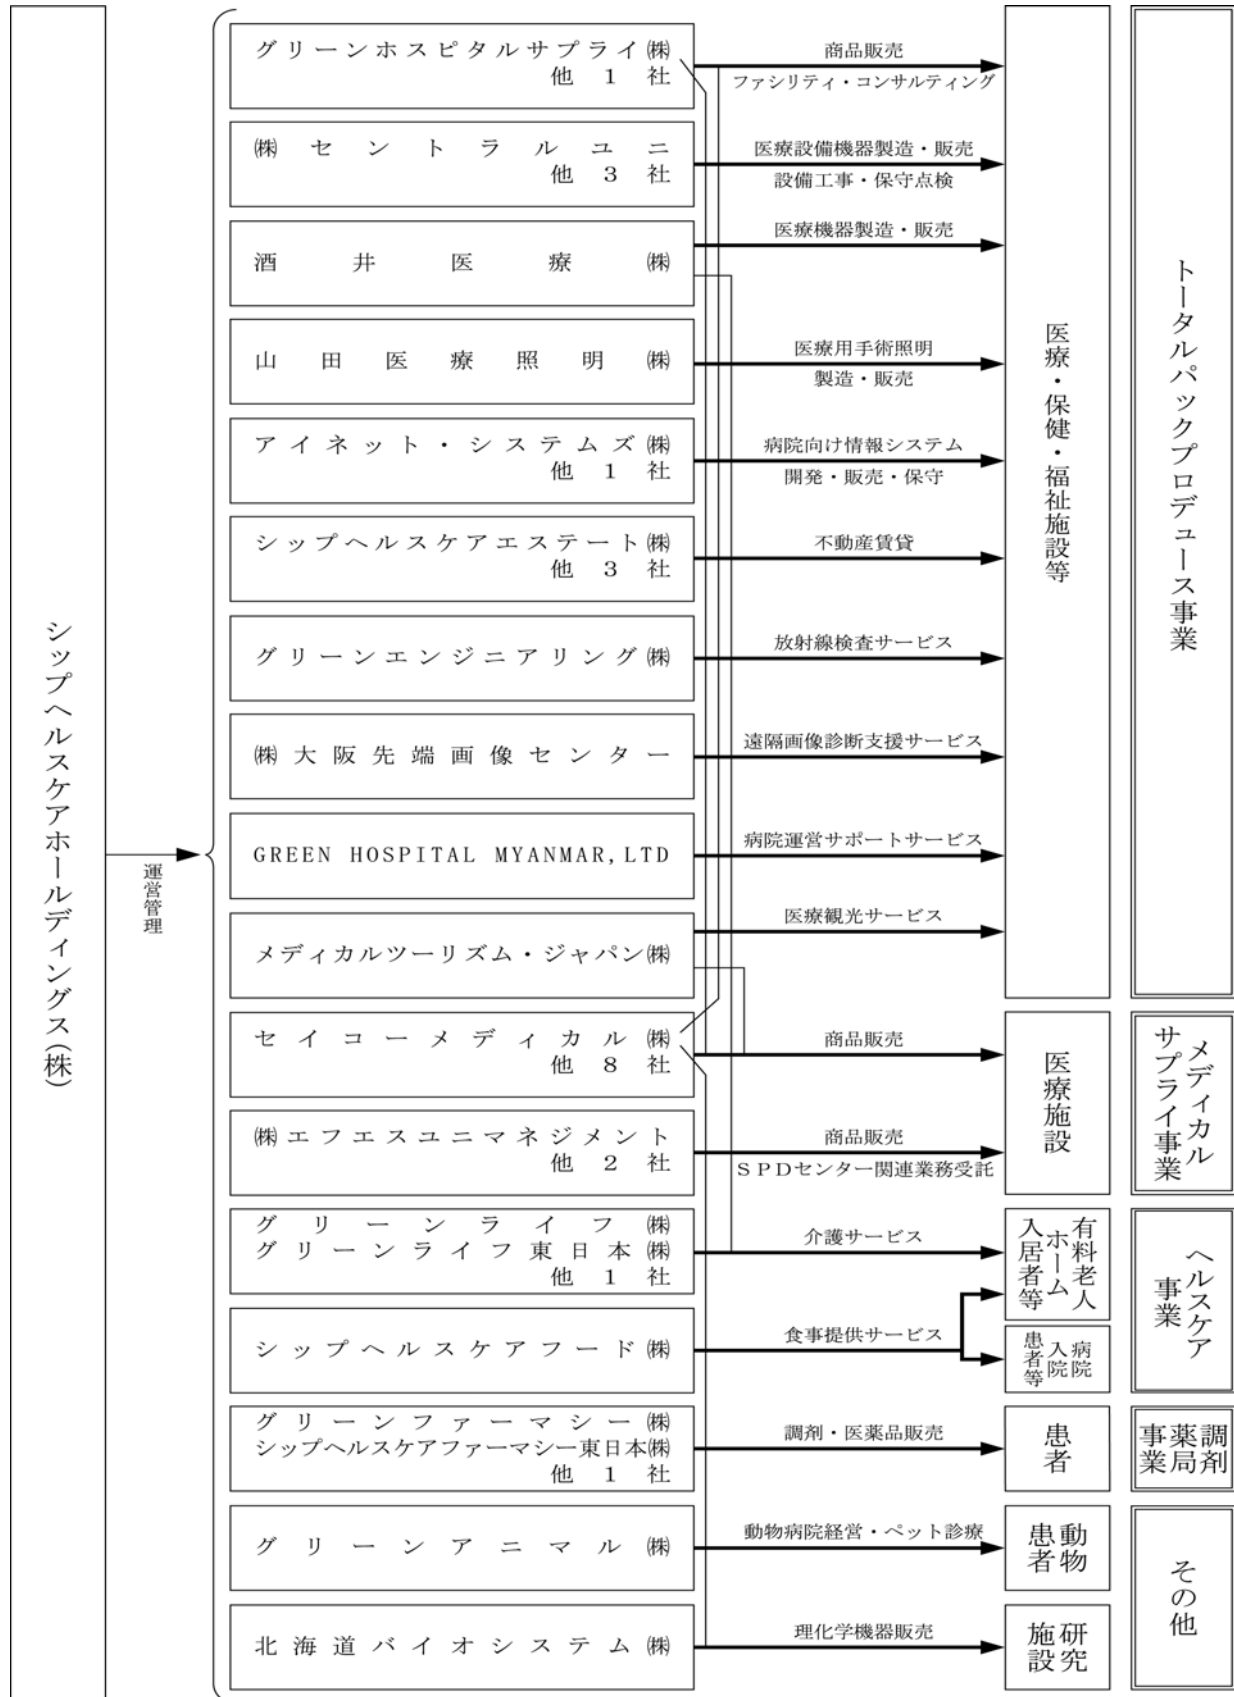 シップヘルスケアホールディングス(株)
運営管理
グリーンホスピタルサプライ㈱
他1社
商品販売
ファシリティ・コンサルティング
㈱セントラルユニ
他3社
医療設備機器製造・販売
設備工事・保守点検
酒井医療㈱
医療機器製造・販売
山田医療照明㈱
医療用手術照明
製造・販売
アイネット・システムズ㈱
他1社
病院向け情報システム
開発・販売・保守
シップヘルスケアエステート㈱
他3社
不動産賃貸
グリーンエンジニアリング㈱
放射線検査サービス
㈱大阪先端画像センター
遠隔画像診断支援サービス
GREEN HOSPITAL MYANMAR,LTD
病院運営サポートサービス
メディカルツーリズム・ジャパン㈱
医療観光サービス
医療・保健・福祉施設等
トータルパックプロデュース事業
セイコーメディカル㈱
他8社
商品販売
㈱エフエスユニマネジメント
他2社
商品販売
SPDセンター関連業務受託
医療施設
メディカル
サプライ事業
グリーンライフ㈱
グリーンライフ東日本㈱
他1社
介護サービス
有料老人
ホーム
入居者等
シップヘルスケアフード㈱
食事提供サービス
病院
入院
患者等
ヘルスケア
事業
グリーンファーマシー㈱
シップヘルスケアファーマシー東日本㈱
他1社
調剤・医薬品販売
患者
調剤
薬局
事業
グリーンアニマル㈱
動物病院経営・ペット診療
動物
患者
北海道バイオシステム㈱
理化学機器販売
研究
施設
その他